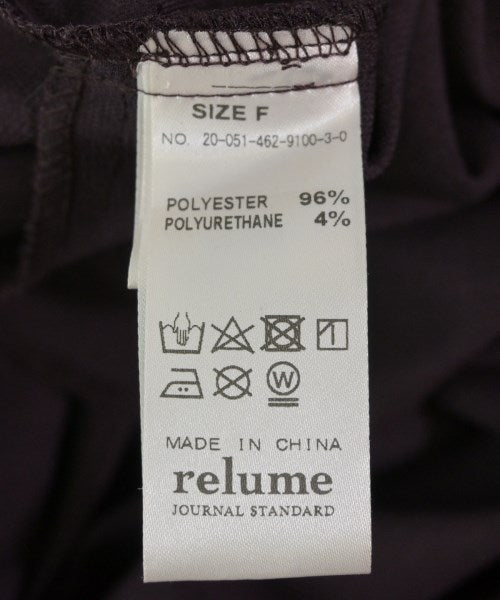 SIZE F
NO. 20-051-462-9100-3-0
POLYESTER 96%
POLYURETHANE 4%
W
MADE IN CHINA
relume
JOURNAL STANDARD